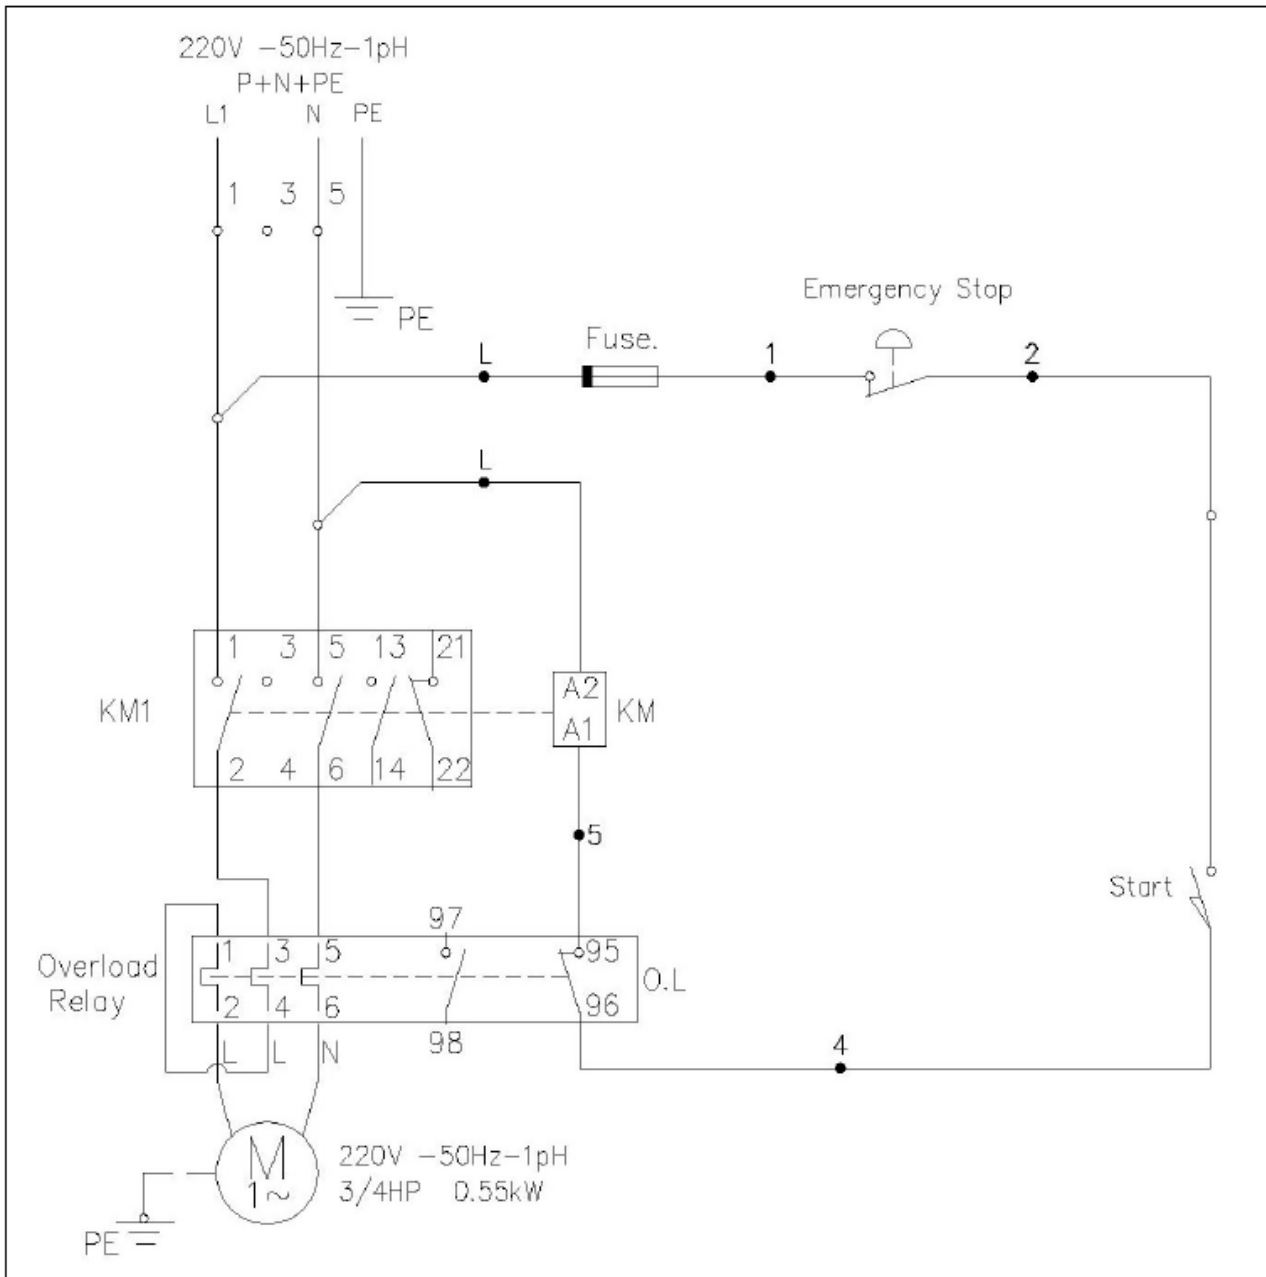 220V -50Hz-1pH
P+N+PE
L1 N PE
1 3 5
PE
Emergency Stop
Fuse.
L 1 2
L
1 3 5 13 21
KM1
A2
A1
KM
2 4 6 14 22
5
Start
97
1 3 5 95
Overload
Relay
O.L
2 4 6 96
98
L L N
4
M
1~
220V -50Hz-1pH
3/4HP 0.55kW
PE